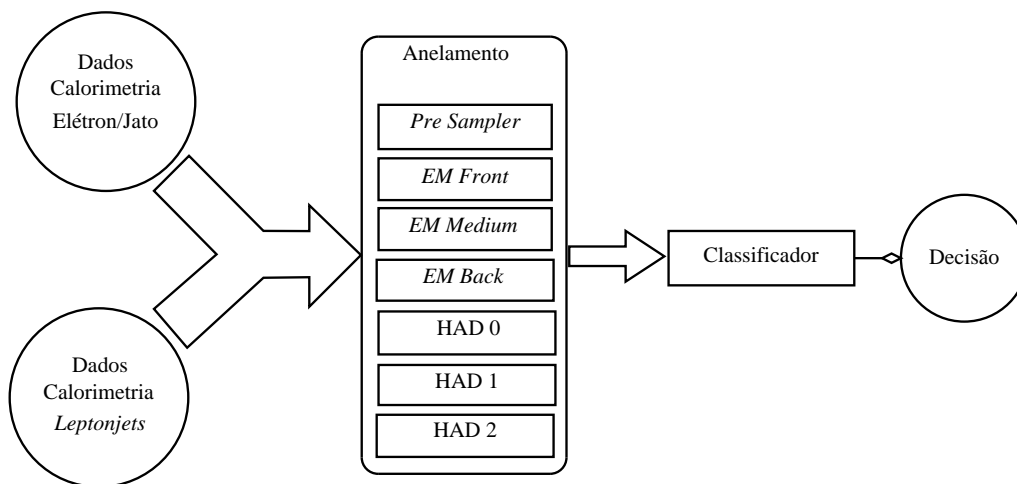 Dados
Calorimetria
Elétron/Jato
Dados
Calorimetria
Leptonjets
Anelamento
Pre Sampler
EM Front
EM Medium
EM Back
HAD 0
HAD 1
HAD 2
Classificador
Decisão